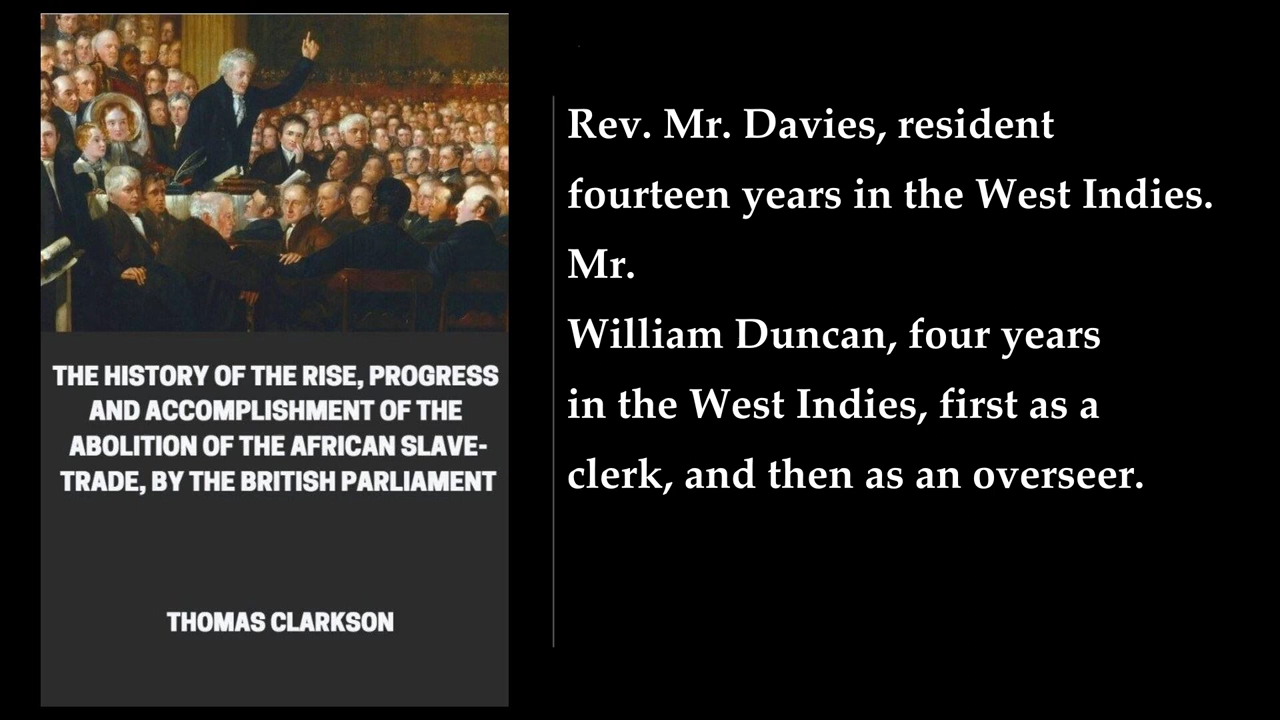 THE HISTORY OF THE RISE, PROGRESS
AND ACCOMPLISHMENT OF THE
ABOLITION OF THE AFRICAN SLAVE-
TRADE, BY THE BRITISH PARLIAMENT
THOMAS CLARKSON
Rev. Mr. Davies, resident
fourteen years in the West Indies.
Mr.
William Duncan, four years
in the West Indies, first as a
clerk, and then as an overseer.